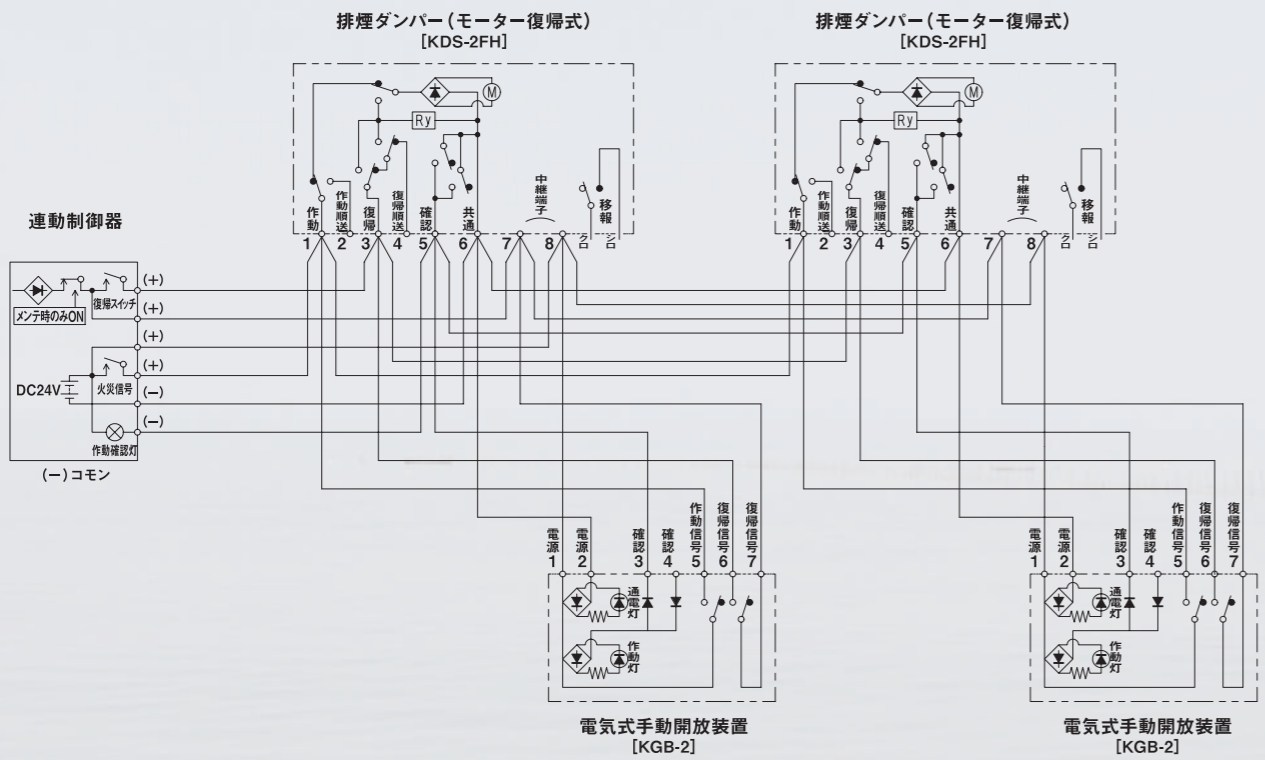 排煙ダンパー(モーター復帰式)
[KDS-2FH]
M
Ry
作動
作動順送
復帰
復帰順送
確認
共通
中継端子
移報
クロ
シロ
1 2 3 4 5 6 7 8
排煙ダンパー(モーター復帰式)
[KDS-2FH]
M
Ry
作動
作動順送
復帰
復帰順送
確認
共通
中継端子
移報
クロ
シロ
1 2 3 4 5 6 7 8
連動制御器
(+)
復帰スイッチ
メンテ時のみON
(+)
(+)
(+)
DC24V
火災信号
(−)
(−)
作動確認灯
(−)コモン
電源1
電源2
確認3
確認4
作動信号5
復帰信号6
復帰信号7
通電灯
作動灯
電気式手動開放装置
[KGB-2]
電源1
電源2
確認3
確認4
作動信号5
復帰信号6
復帰信号7
通電灯
作動灯
電気式手動開放装置
[KGB-2]